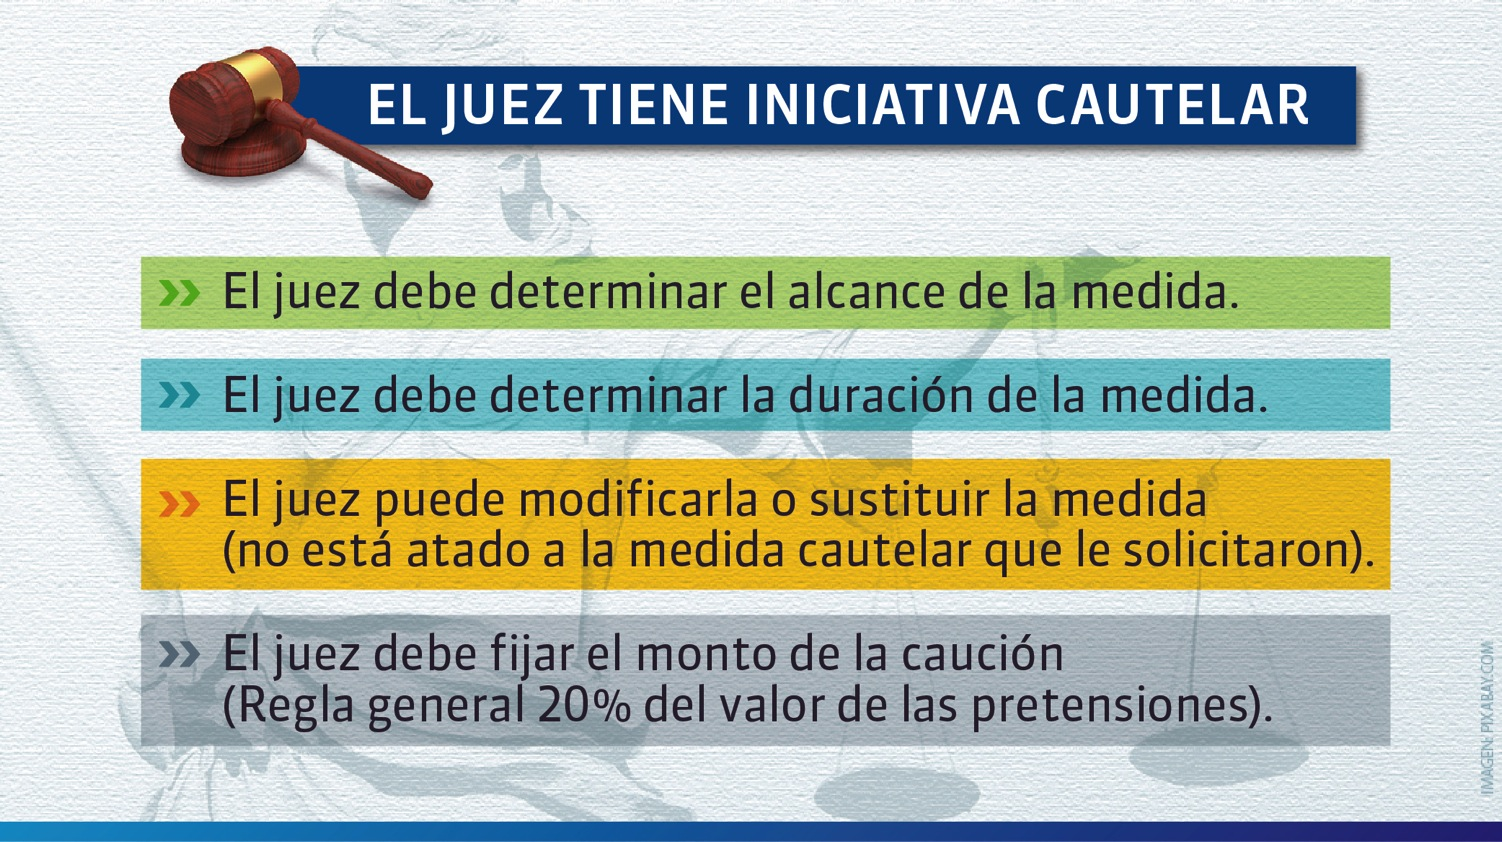 EL JUEZ TIENE INICIATIVA CAUTELAR
El juez debe determinar el alcance de la medida.
El juez debe determinar la duración de la medida.
El juez puede modificarla o sustituir la medida
(no está atado a la medida cautelar que le solicitaron).
El juez debe fijar el monto de la caución
(Regla general 20% del valor de las pretensiones).
IMAGEN: PIXABAY.COM